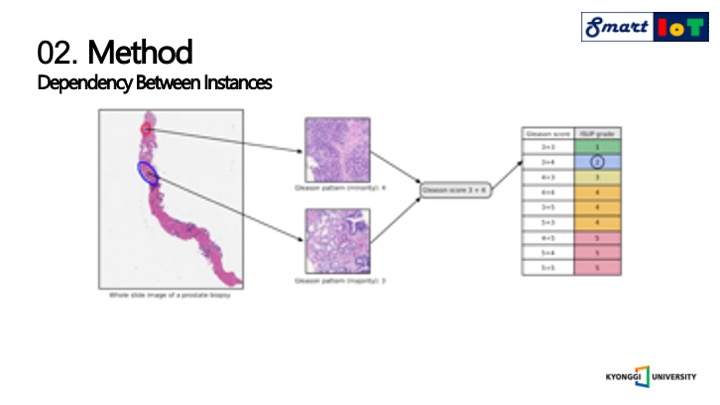 Smart IoT
02. Method
Dependency Between Instances
Gleason pattern (minority): 4
Gleason pattern (majority): 3
Whole slide image of a prostate biopsy
Gleason score 3 + 4
Gleason score ISUP grade
3+3 1
3+4 2
4+3 3
4+4 4
3+5 4
5+3 4
4+5 5
5+4 5
5+5 5
KYONGGI UNIVERSITY